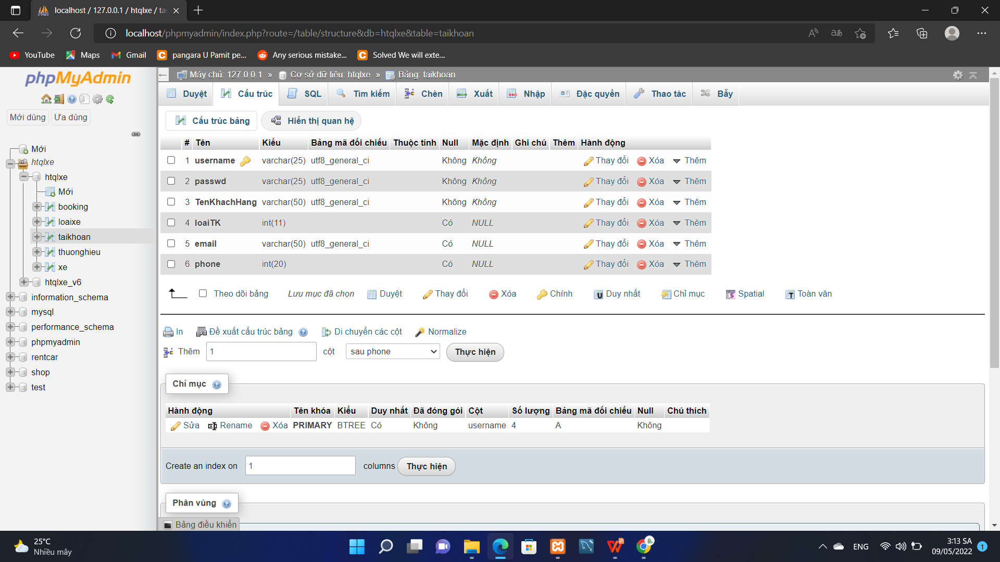 localhost / 127.0.0.1 / htqlxe / tai
localhost/phpmyadmin/index.php?route=/table/structure&db=htqlxe&table=taikhoan
YouTube Maps Gmail pangara U Pamit pe... Any serious mistake... Solved We will exte...
phpMyAdmin
Mới dùng Ưa dùng
Mới
htqlxe
htqlxe
Mới
booking
loaixe
taikhoan
thuonghieu
xe
htqlxe_v6
information_schema
mysql
performance_schema
phpmyadmin
rentcar
shop
test
Máy chủ: 127.0.0.1 » Cơ sở dữ liệu: htqlxe » Bảng: taikhoan
Duyệt Cấu trúc SQL Tìm kiếm Chèn Xuất Nhập Đặc quyền Thao tác Bẫy
Cấu trúc bảng Hiển thị quan hệ
# Tên Kiểu Bảng mã đối chiếu Thuộc tính Null Mặc định Ghi chú Thêm Hành động
1 username varchar(25) utf8_general_ci Không Không Thay đổi Xóa Thêm
2 passwd varchar(25) utf8_general_ci Không Không Thay đổi Xóa Thêm
3 TenKhachHang varchar(50) utf8_general_ci Không Không Thay đổi Xóa Thêm
4 loaiTK int(11) Có NULL Thay đổi Xóa Thêm
5 email varchar(50) utf8_general_ci Có NULL Thay đổi Xóa Thêm
6 phone int(20) Có NULL Thay đổi Xóa Thêm
Theo dõi bảng Lưu mục đã chọn Duyệt Thay đổi Xóa Chính Duy nhất Chỉ mục Spatial Toàn văn
In Đề xuất cấu trúc bảng Di chuyển các cột Normalize
Thêm 1 cột sau phone Thực hiện
Chỉ mục
Hành động Tên khóa Kiểu Duy nhất Đã đóng gói Cột Số lượng Bảng mã đối chiếu Null Chú thích
Sửa Rename Xóa PRIMARY BTREE Có Không username 4 A Không
Create an index on 1 columns Thực hiện
Phân vùng
Bảng điều khiển
25°C
Nhiều mây
ENG
3:13 SA
09/05/2022
1